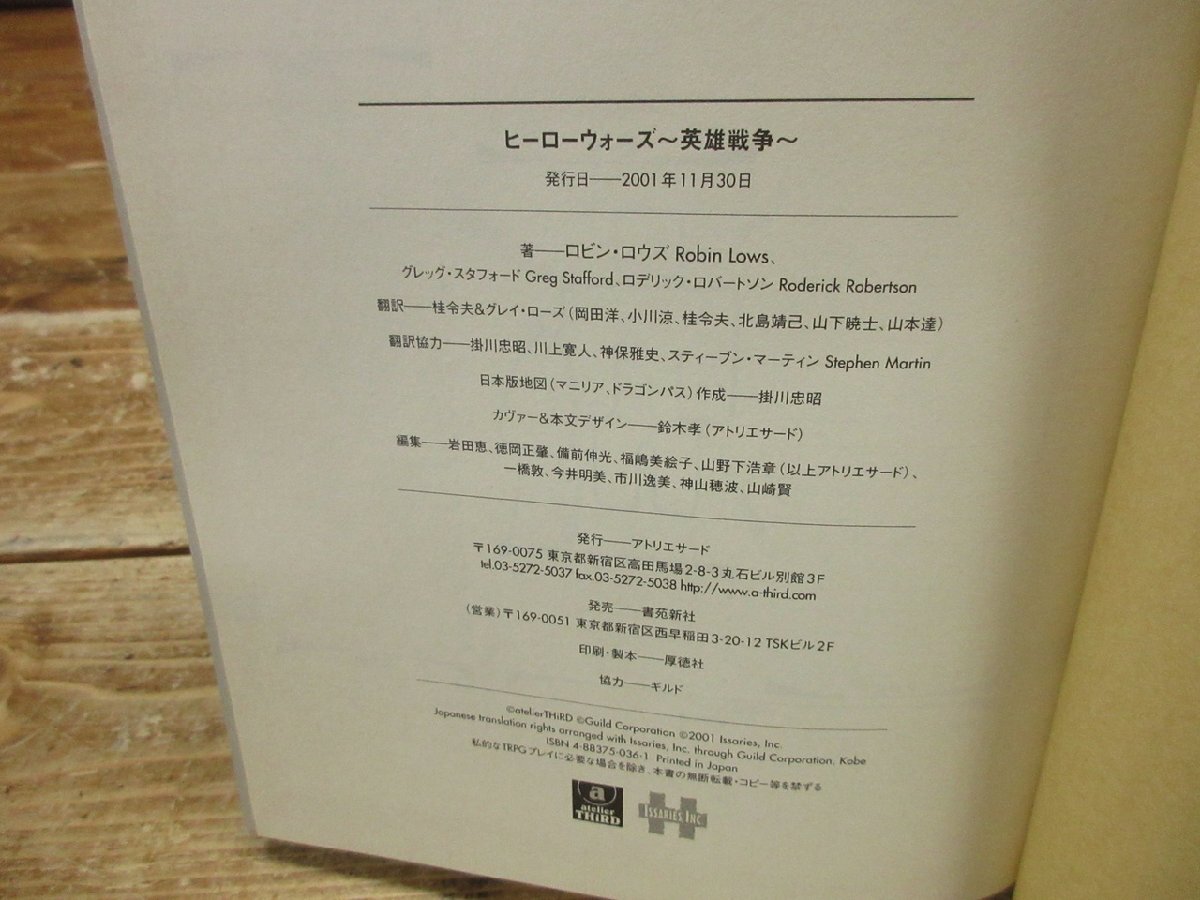 ヒーローウォーズ～英雄戦争～
発行日——2001年11月30日
著——ロビン・ロウズ Robin Lows、
グレッグ・スタフォード Greg Stafford、ロデリック・ロバートソン Roderick Robertson
翻訳——桂令夫&グレイ・ローズ（岡田洋、小川涼、桂令夫、北島靖己、山下暁士、山本達）
翻訳協力——掛川忠昭、川上寛人、神保雅史、スティーブン・マーティン Stephen Martin
日本版地図（マニリア、ドラゴンパス）作成——掛川忠昭
カヴァー&本文デザイン——鈴木孝（アトリエサード）
編集——岩田恵、徳岡正肇、備前伸光、福嶋美絵子、山野下浩章（以上アトリエサード）、
一橋敦、今井明美、市川逸美、神山穂波、山崎賢
発行——アトリエサード
〒169-0075 東京都新宿区高田馬場2-8-3丸石ビル別館3F
tel.03-5272-5037 fax.03-5272-5038 http://www.a-third.com
発売——書苑新社
（営業）〒169-0051 東京都新宿区西早稲田3-20-12 TSKビル2F
印刷・製本——厚徳社
協力——ギルド
©atelierTHiRD ©Guild Corporation ©2001 Issaries, Inc.
Japanese translation rights arranged with Issaries, Inc. through Guild Corporation, Kobe
ISBN 4-88375-036-1 Printed in Japan
私的なTRPGプレイに必要な場合を除き、本書の無断転載・コピー等を禁ずる
a
atelier
THiRD
ISSARIES INC